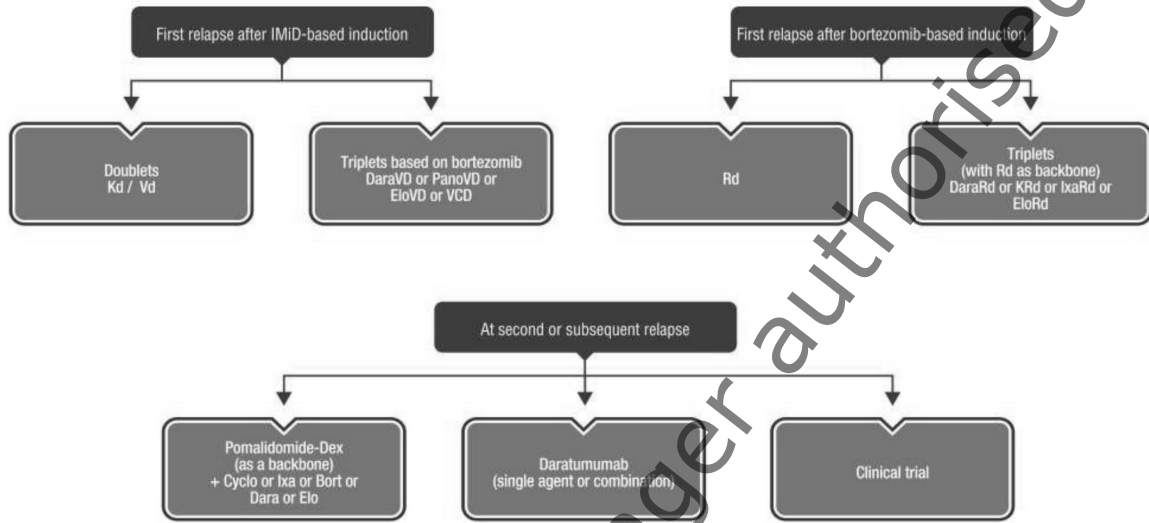 First relapse after IMiD-based induction
First relapse after bortezomib-based induction
Doublets
Kd / Vd
Triplets based on bortezomib
DaraVD or PanoVD or
EloVD or VCD
Rd
Triplets
(with Rd as backbone)
DaraRd or KRd or IxaRd or
EloRd
At second or subsequent relapse
Pomalidomide-Dex
(as a backbone)
+ Cyclo or Ixa or Bort or
Dara or Elo
Daratumumab
(single agent or combination)
Clinical trial
nger authorised